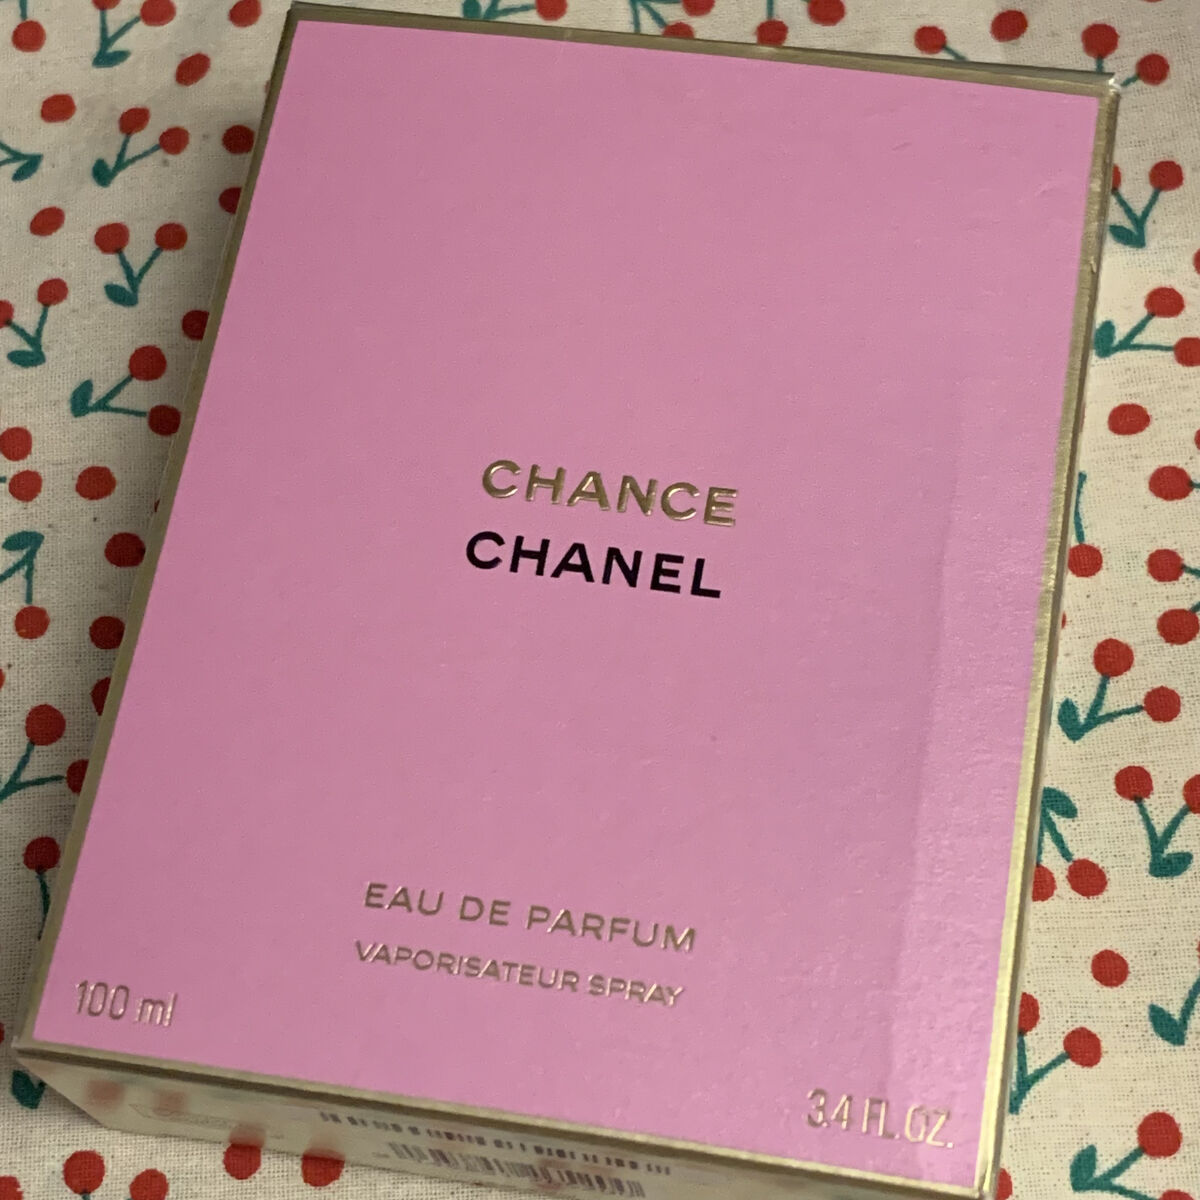 CHANCE
CHANEL
EAU DE PARFUM
VAPORISATEUR SPRAY
100 ml
3.4 FL. OZ.